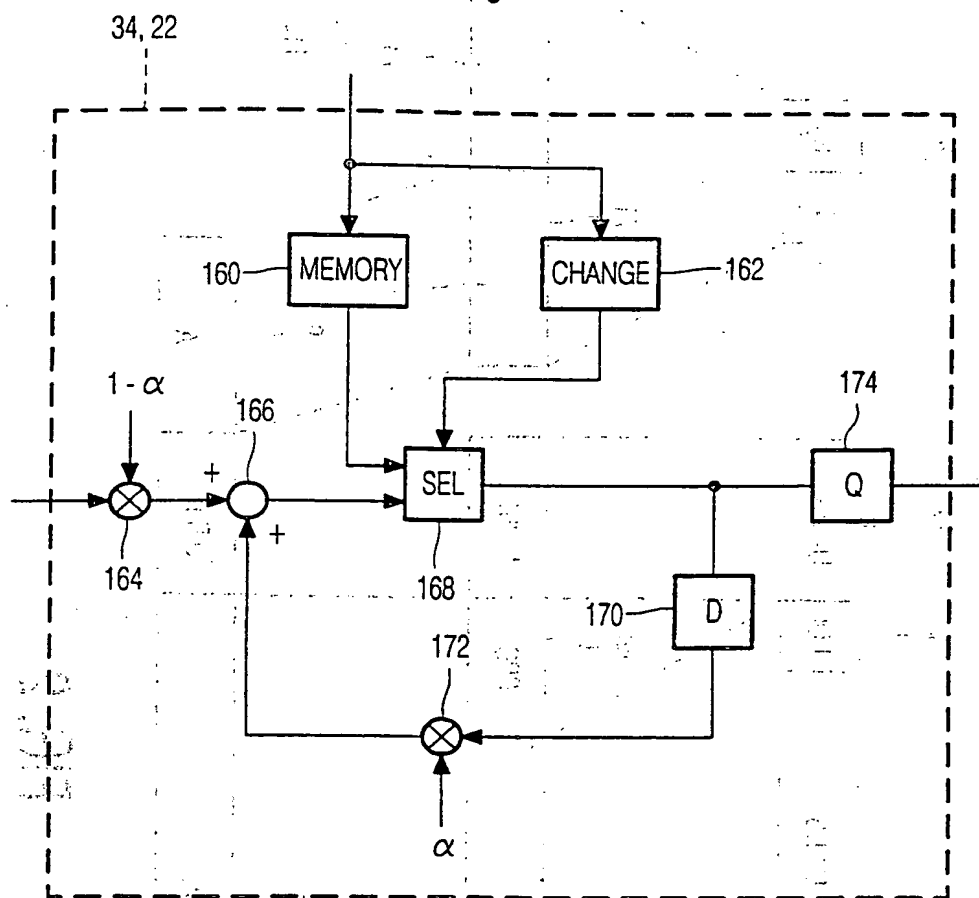 34, 22
160
MEMORY
CHANGE
162
1 - α
166
174
+
SEL
Q
+
164
168
170
D
172
α